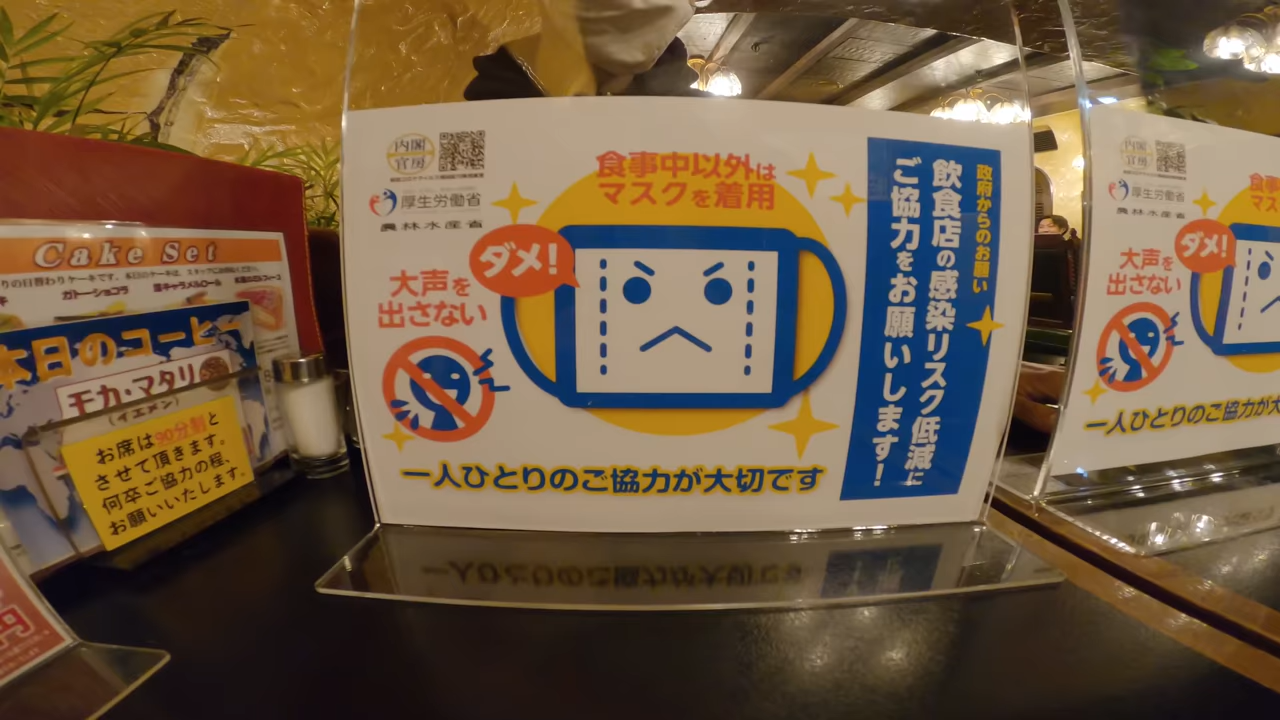 Cake Set
ガトーショコラ
本日のコーヒー
モカ・マタリ
(イエメン)
お席は90分制と
させて頂きます。
何卒ご協力の程、
お願いいたします。
円
内閣
官房
厚生労働省
農林水産省
食事中以外は
マスクを着用
ダメ!
大声を
出さない
一人ひとりのご協力が大切です
政府からのお願い
飲食店の感染リスク低減に
ご協力をお願いします!
内閣
官房
厚生労働省
農林水産省
ダメ!
大声を
出さない
一人ひとりのご協力が大